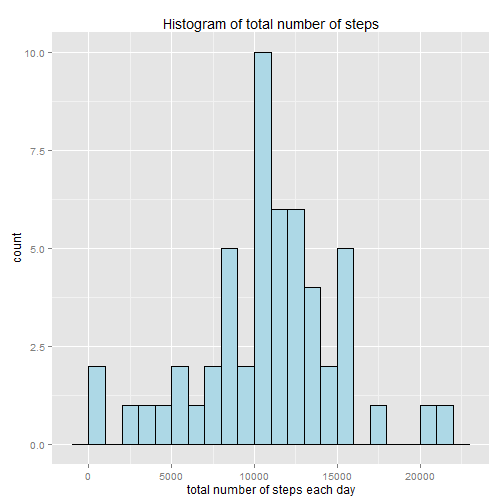 Histogram of total number of steps
10.0
7.5
5.0
2.5
0.0
count
0 5000 10000 15000 20000
total number of steps each day